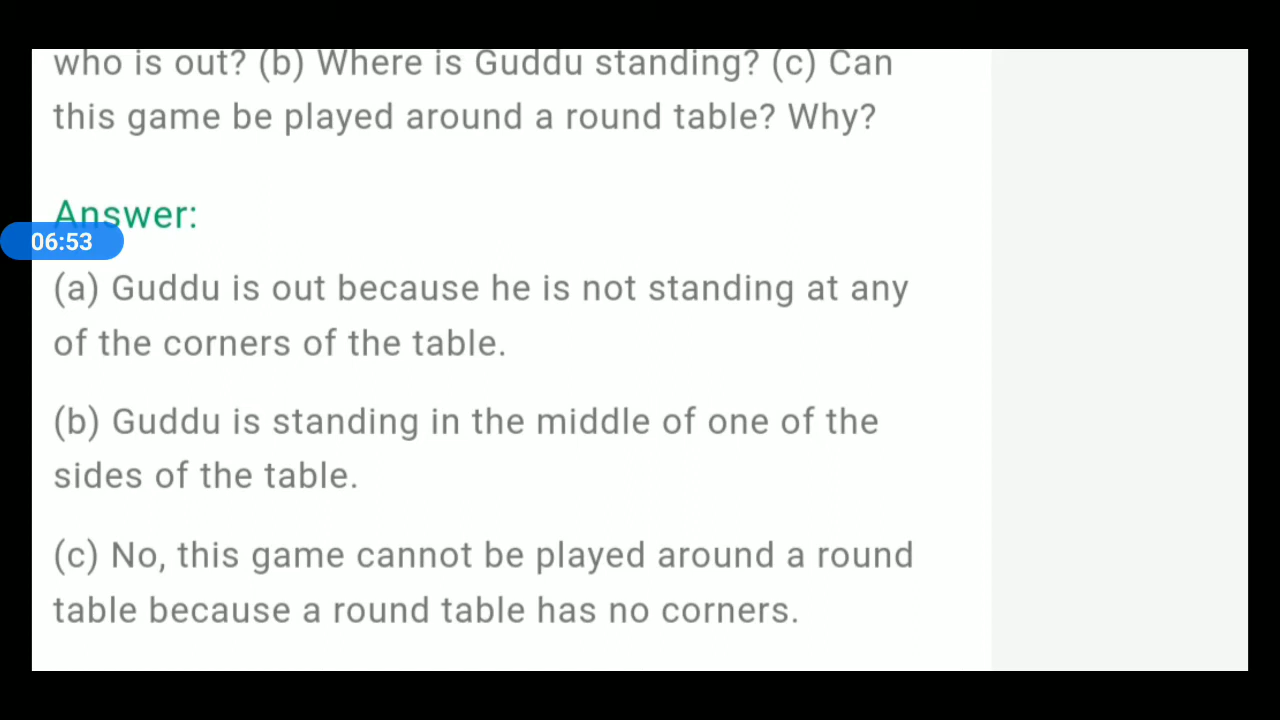 who is out? (b) Where is Guddu standing? (c) Can
this game be played around a round table? Why?
Answer:
06:53
(a) Guddu is out because he is not standing at any
of the corners of the table.
(b) Guddu is standing in the middle of one of the
sides of the table.
(c) No, this game cannot be played around a round
table because a round table has no corners.